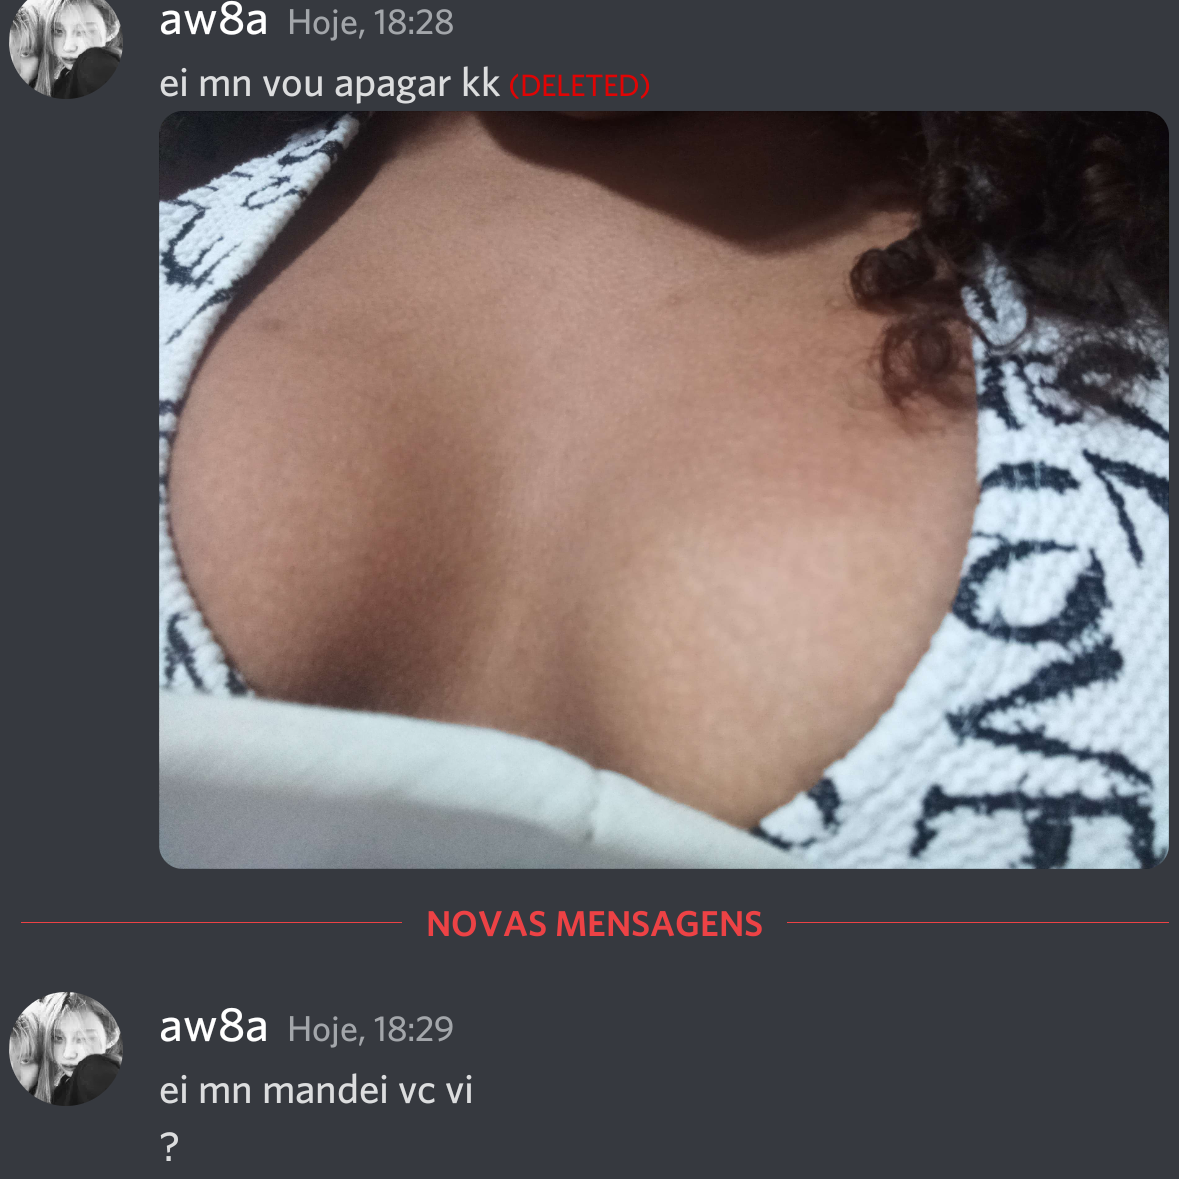 aw8a Hoje, 18:28
ei mn vou apagar kk (DELETED)
LOVE
NOVAS MENSAGENS
aw8a Hoje, 18:29
ei mn mandei vc vi
?